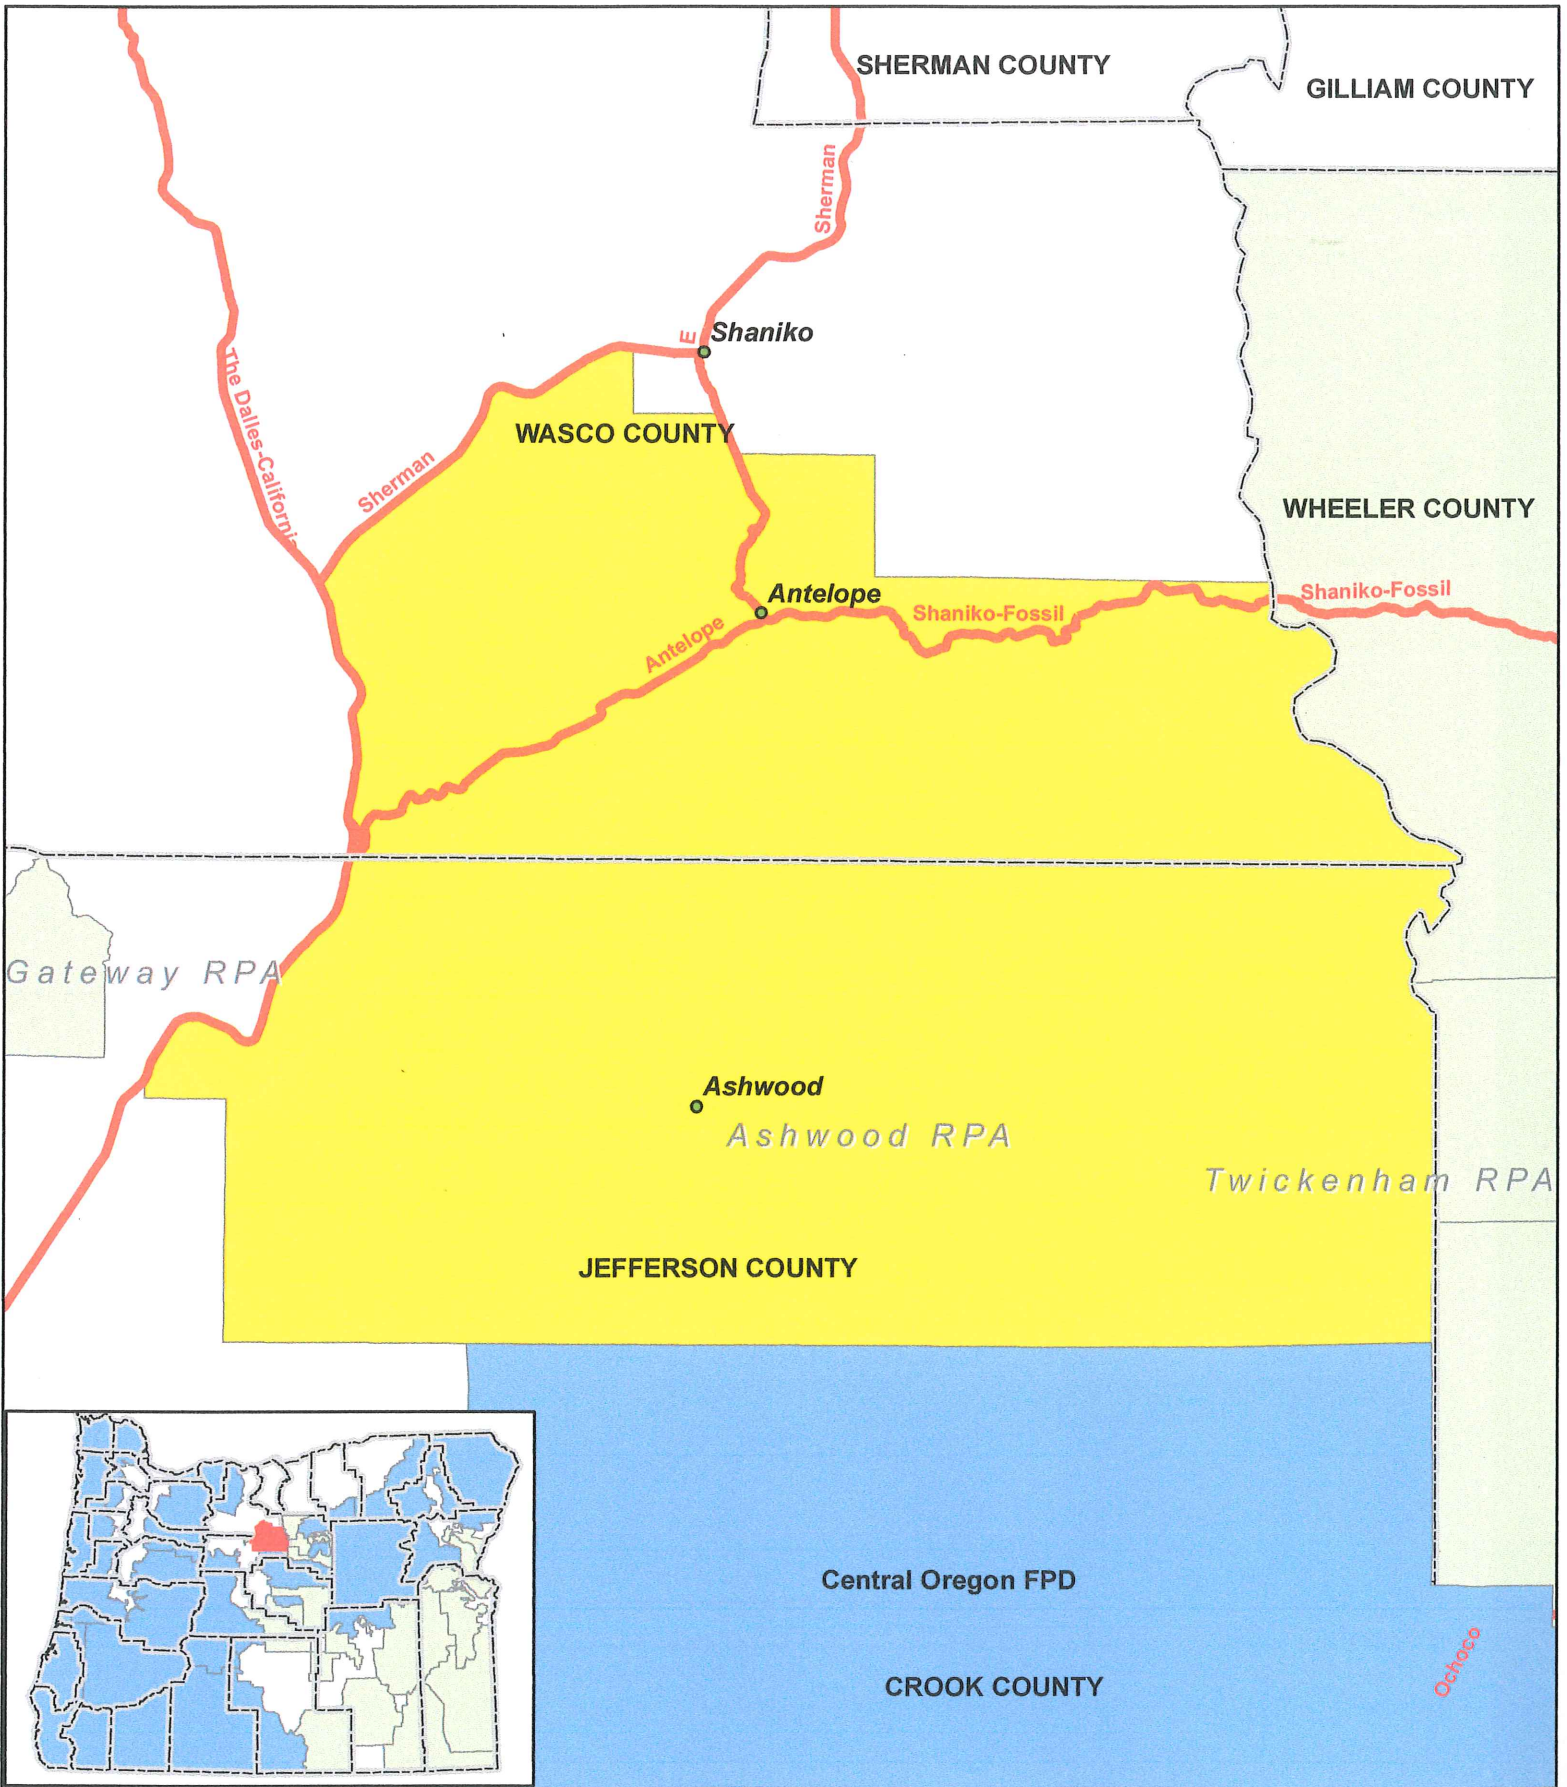 SHERMAN COUNTY
GILLIAM COUNTY
Sherman
E
Shaniko
The Dalles-California
WASCO COUNTY
Sherman
WHEELER COUNTY
Antelope
Shaniko-Fossil
Shaniko-Fossil
Antelope
Gateway RPA
Ashwood
Ashwood RPA
Twickenham RPA
JEFFERSON COUNTY
Central Oregon FPD
Ochoco
CROOK COUNTY